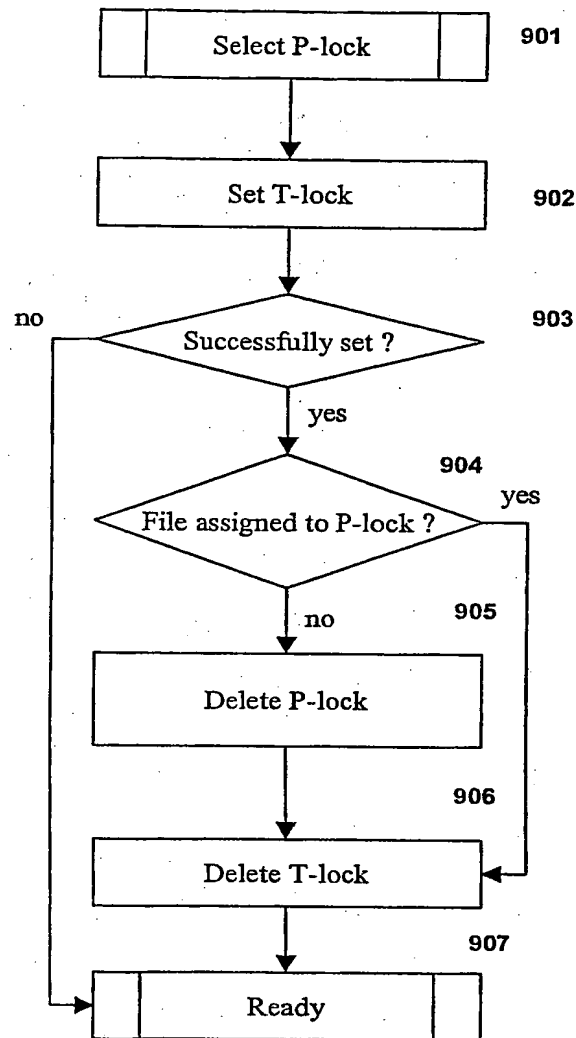 Select P-lock
901
Set T-lock
902
no
903
Successfully set ?
yes
904
yes
File assigned to P-lock ?
no
905
Delete P-lock
906
Delete T-lock
907
Ready